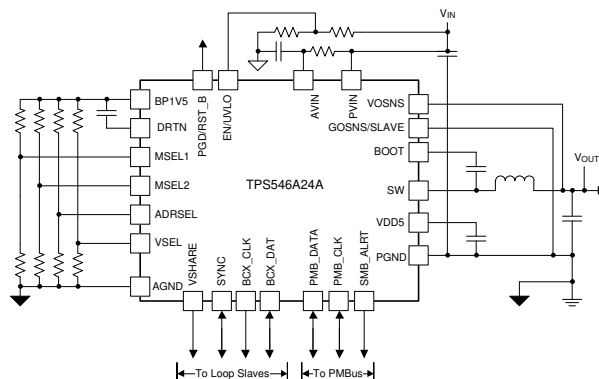 VIN
BP1V5
DRTN
MSEL1
MSEL2
ADRSEL
VSEL
AGND
PGD/RST_B
EN/UVLO
AVIN
PVIN
TPS546A24A
VOSNS
GOSNS/SLAVE
BOOT
SW
VDD5
PGND
VOUT
VSHARE
SYNC
BCX_CLK
BCX_DAT
PMB_DATA
PMB_CLK
SMB_ALRT
To Loop Slaves
To PMBus